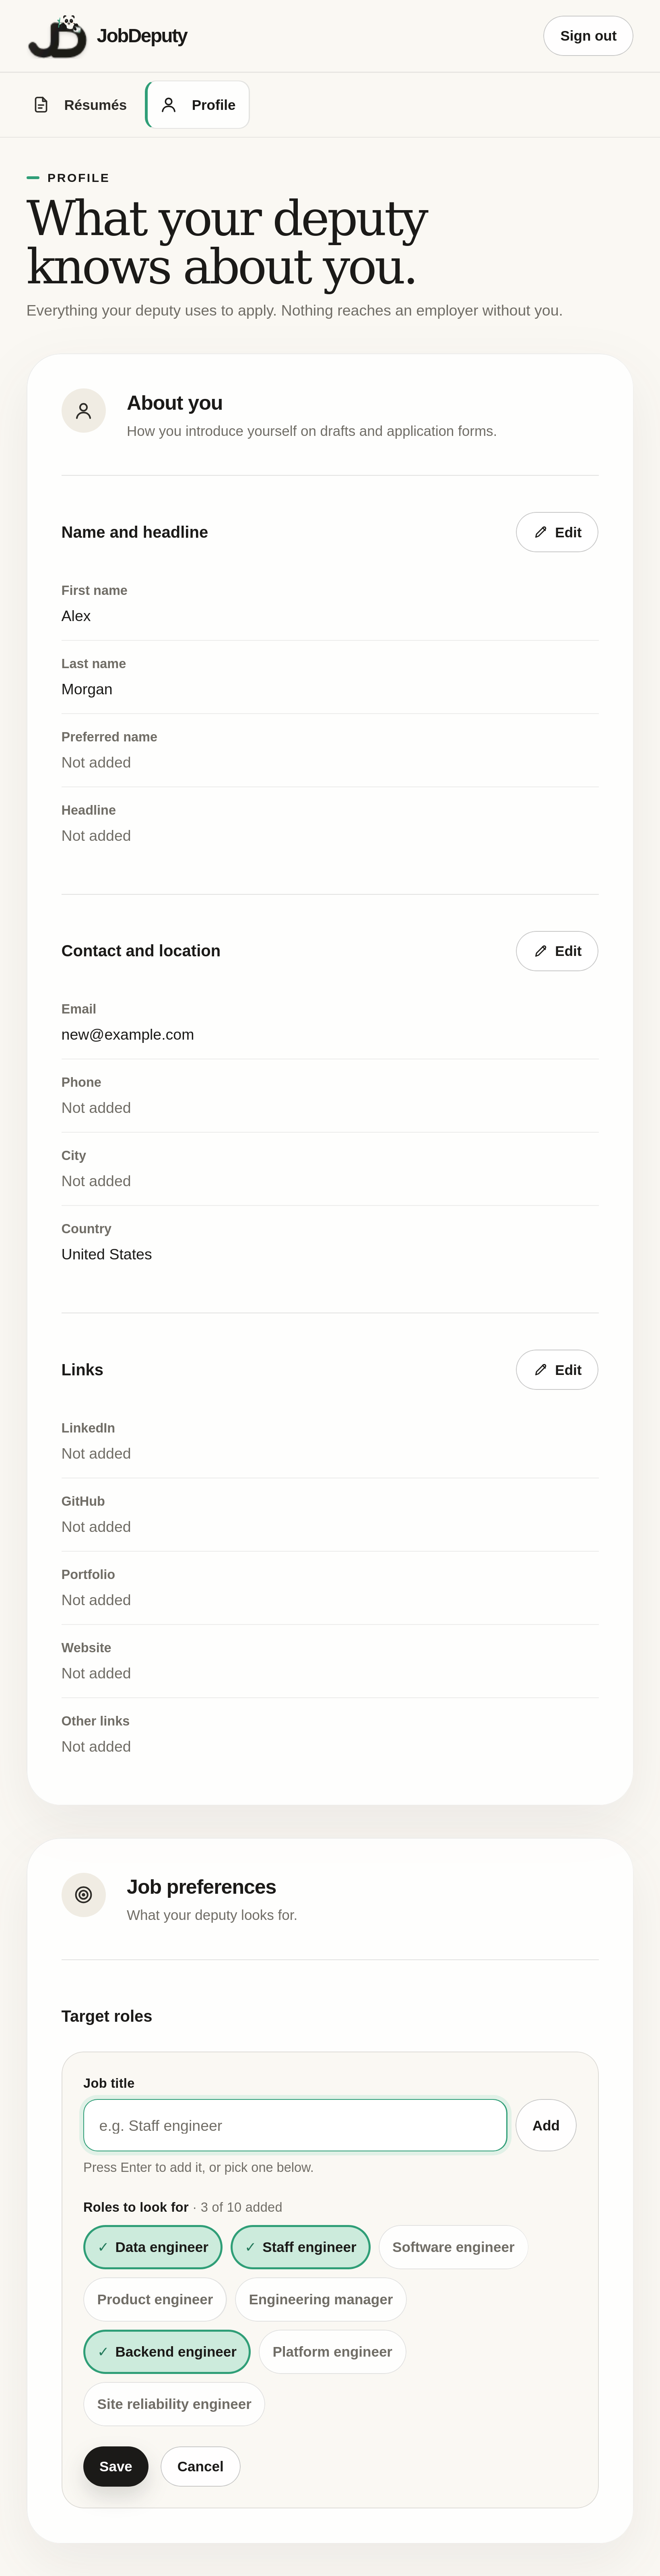 JD JobDeputy
Sign out
Résumés
Profile
PROFILE
What your deputy
knows about you.
Everything your deputy uses to apply. Nothing reaches an employer without you.
About you
How you introduce yourself on drafts and application forms.
Name and headline
Edit
First name
Alex
Last name
Morgan
Preferred name
Not added
Headline
Not added
Contact and location
Edit
Email
new@example.com
Phone
Not added
City
Not added
Country
United States
Links
Edit
LinkedIn
Not added
GitHub
Not added
Portfolio
Not added
Website
Not added
Other links
Not added
Job preferences
What your deputy looks for.
Target roles
Job title
e.g. Staff engineer
Add
Press Enter to add it, or pick one below.
Roles to look for · 3 of 10 added
✓ Data engineer ✓ Staff engineer Software engineer
Product engineer Engineering manager
✓ Backend engineer Platform engineer
Site reliability engineer
Save Cancel